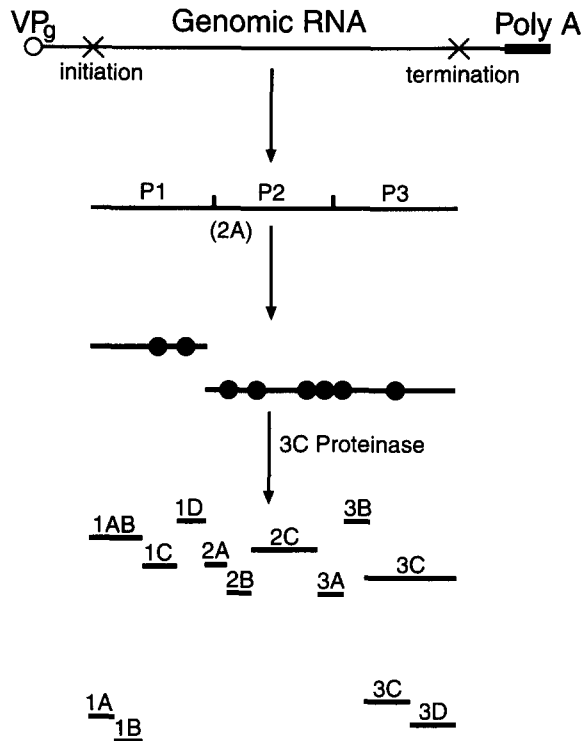 VPg Genomic RNA Poly A
initiation termination
P1 P2 P3
(2A)
3C Proteinase
1D 3B
1AB 2C
1C 2A 3C
2B 3A
3C
1A 3D
1B